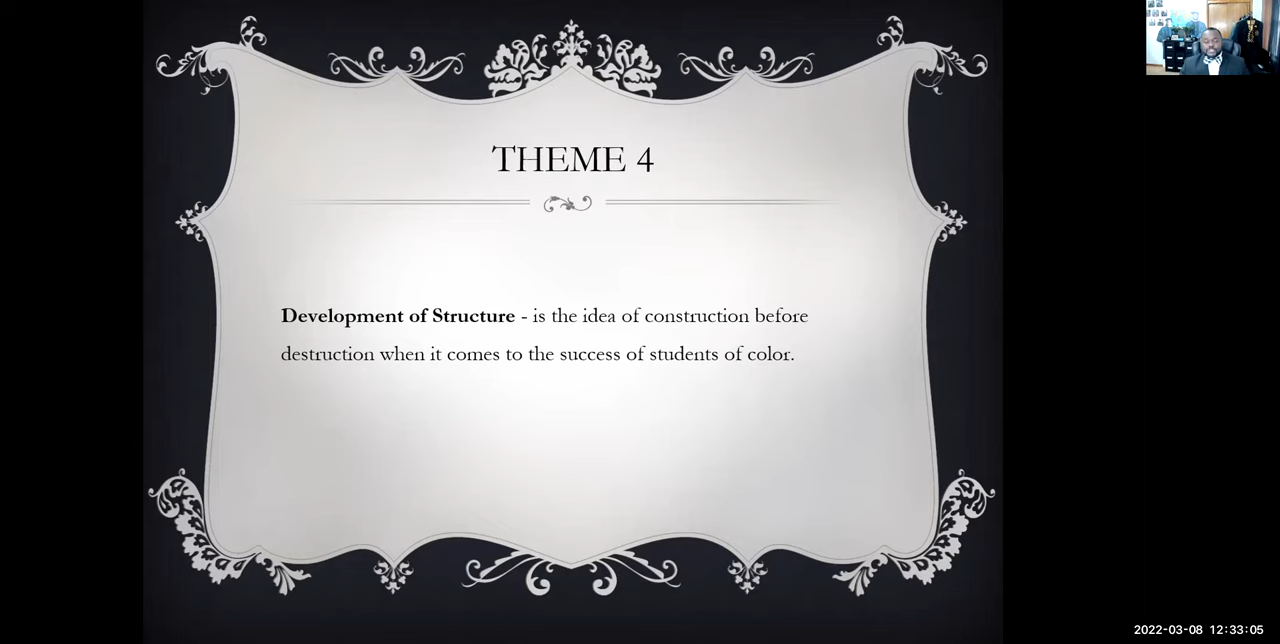 THEME 4
Development of Structure - is the idea of construction before
destruction when it comes to the success of students of color.
2022-03-08 12:33:05